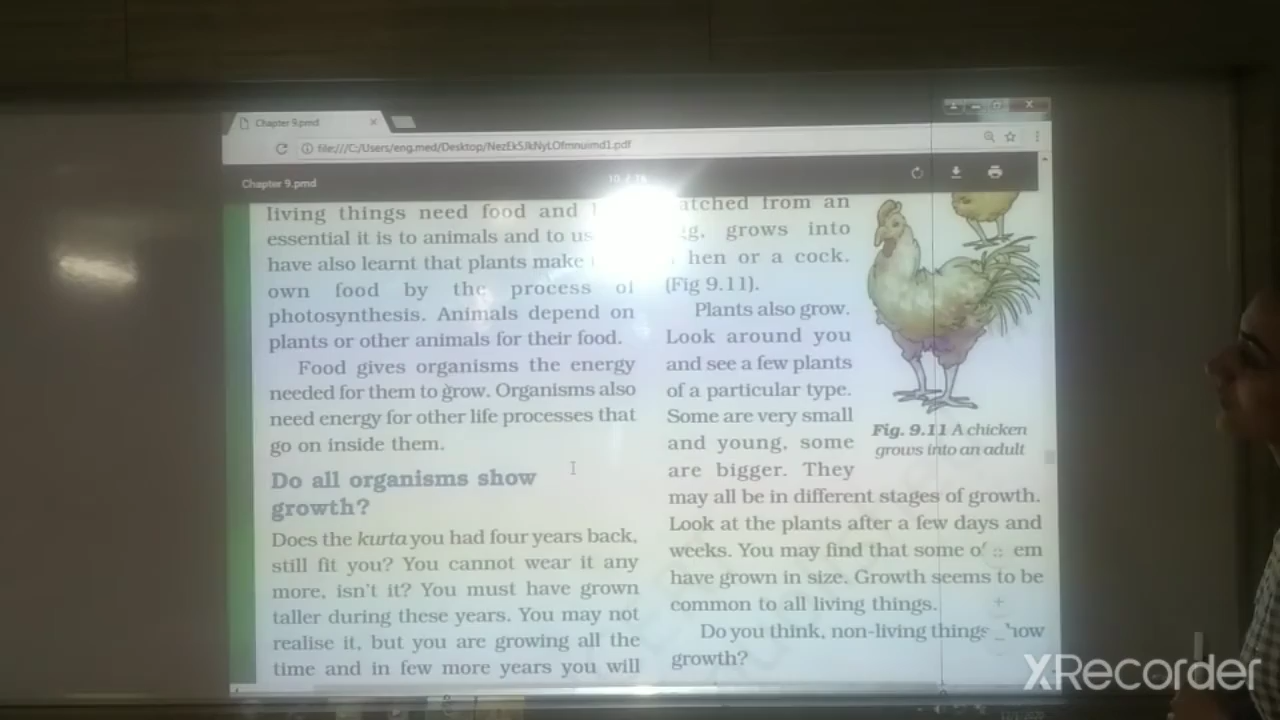 Chapter 9.pmd
file:///C:/Users/eng.med/Desktop/NezEk5JkNyLOfmnuimd1.pdf
Chapter 9.pmd
living things need food and
essential it is to animals and to us
have also learnt that plants make
own food by the process of
photosynthesis. Animals depend on
plants or other animals for their food.
Food gives organisms the energy
needed for them to grow. Organisms also
need energy for other life processes that
go on inside them.
Do all organisms show
growth?
Does the kurta you had four years back,
still fit you? You cannot wear it any
more, isn't it? You must have grown
taller during these years. You may not
realise it, but you are growing all the
time and in few more years you will
from an
grows into
hen or a cock.
(Fig 9.11).
Plants also grow.
Look around you
and see a few plants
of a particular type.
Some are very small
and young, some
are bigger. They
may all be in different stages of growth.
Look at the plants after a few days and
weeks. You may find that some of
have grown in size. Growth seems to be
common to all living things.
Do you think, non-living things
growth?
Fig. 9.11 A chicken
grows into an adult
XRecorder